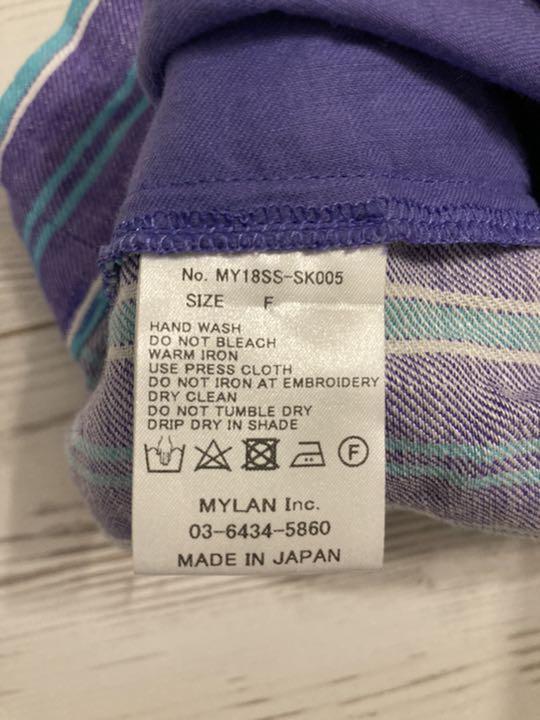 No. MY18SS-SK005
SIZE F
HAND WASH
DO NOT BLEACH
WARM IRON
USE PRESS CLOTH
DO NOT IRON AT EMBROIDERY
DRY CLEAN
DO NOT TUMBLE DRY
DRIP DRY IN SHADE
F
MYLAN Inc.
03-6434-5860
MADE IN JAPAN